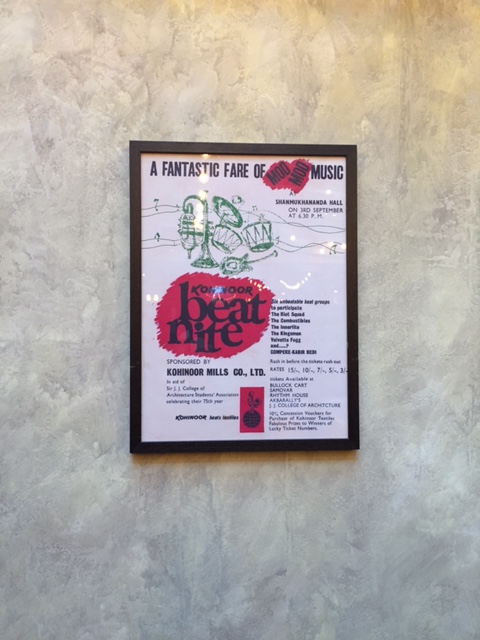 A FANTASTIC FARE OF MOD MOD MUSIC
AT
SHANMUKHANANDA HALL
ON 3RD SEPTEMBER
AT 6.30 P. M.
KOHINOOR
beat
nite
SPONSORED BY
KOHINOOR MILLS CO., LTD.
In aid of
Sir J. J. College of
Architecture Students' Association
celebrating their 75th year
KOHINOOR beats textiles
Six unbeatable beat groups
to participate
The Riot Squad
The Combustibles
The Innertite
The Kingsmen
Velvette Fogg
and....?
COMPERE-KABIR BEDI
Rush in before the tickets rush out
RATES 15/-, 10/-, 7/-, 5/-, 3/-
tickets Available at
BULLOCK CART
SAMOVAR
RHYTHM HOUSE
AKBARALLY'S
J. J. COLLEGE OF ARCHITCTURE
10% Concession Vouchers for
Purchase of Kohinoor Textiles
Fabulous Prizes to Winners of
Lucky Ticket Numbers.